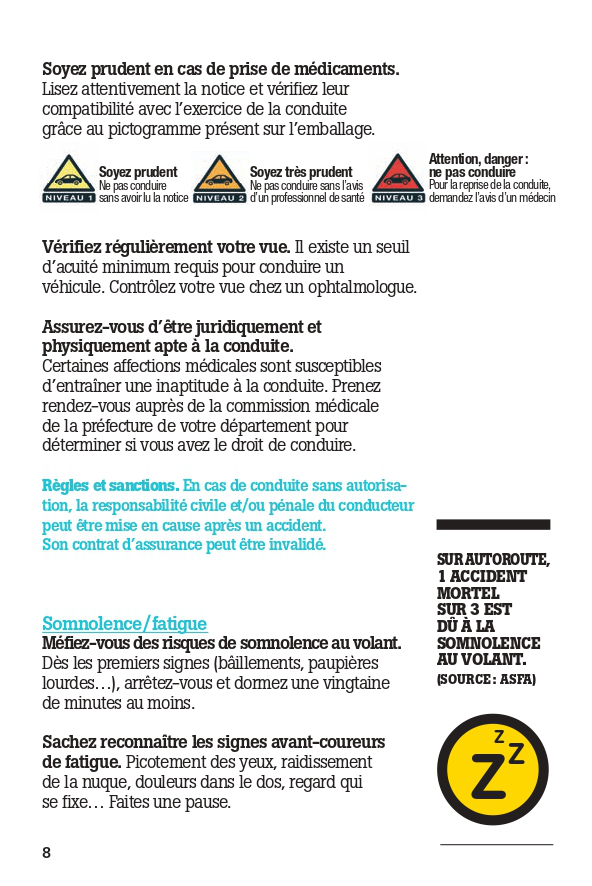 Soyez prudent en cas de prise de médicaments.
Lisez attentivement la notice et vérifiez leur
compatibilité avec l'exercice de la conduite
grâce au pictogramme présent sur l'emballage.
NIVEAU 1
Soyez prudent
Ne pas conduire
sans avoir lu la notice
NIVEAU 2
Soyez très prudent
Ne pas conduire sans l'avis
d'un professionnel de santé
NIVEAU 3
Attention, danger :
ne pas conduire
Pour la reprise de la conduite,
demandez l'avis d'un médecin
Vérifiez régulièrement votre vue. Il existe un seuil
d'acuité minimum requis pour conduire un
véhicule. Contrôlez votre vue chez un ophtalmologue.
Assurez-vous d'être juridiquement et
physiquement apte à la conduite.
Certaines affections médicales sont susceptibles
d'entraîner une inaptitude à la conduite. Prenez
rendez-vous auprès de la commission médicale
de la préfecture de votre département pour
déterminer si vous avez le droit de conduire.
Règles et sanctions. En cas de conduite sans autorisa-
tion, la responsabilité civile et/ou pénale du conducteur
peut être mise en cause après un accident.
Son contrat d'assurance peut être invalidé.
Somnolence/fatigue
Méfiez-vous des risques de somnolence au volant.
Dès les premiers signes (bâillements, paupières
lourdes…), arrêtez-vous et dormez une vingtaine
de minutes au moins.
Sachez reconnaître les signes avant-coureurs
de fatigue. Picotement des yeux, raidissement
de la nuque, douleurs dans le dos, regard qui
se fixe… Faites une pause.
SUR AUTOROUTE,
1 ACCIDENT
MORTEL
SUR 3 EST
DÛ À LA
SOMNOLENCE
AU VOLANT.
(SOURCE : ASFA)
Z Z Z
8